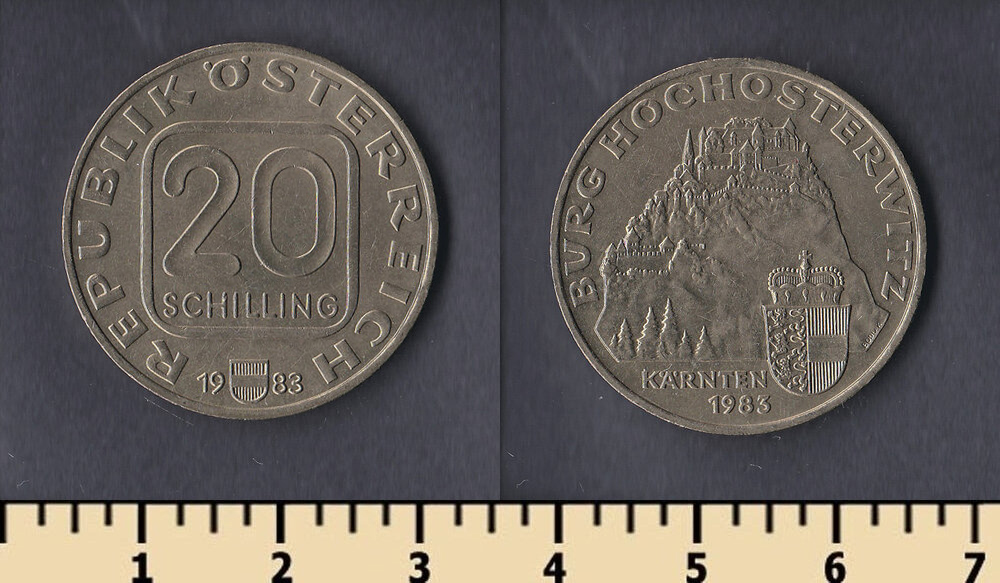 REPUBLIK ÖSTERREICH
20
SCHILLING
19 83
BURG HOCHOSTERWITZ
KÄRNTEN
1983
1 2 3 4 5 6 7